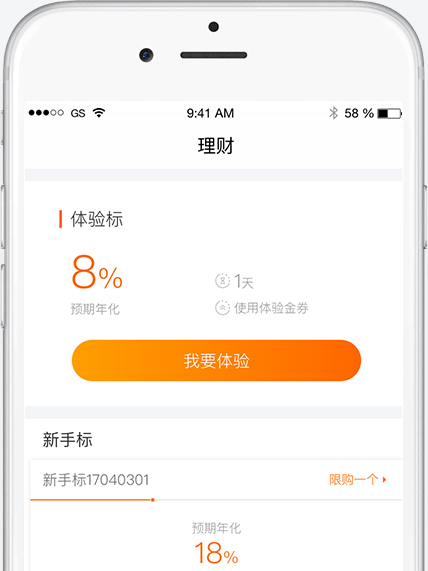 GS 9:41 AM 58 %
理财
体验标
8%
1天
预期年化
使用体验金券
我要体验
新手标
新手标17040301 限购一个
预期年化
18%